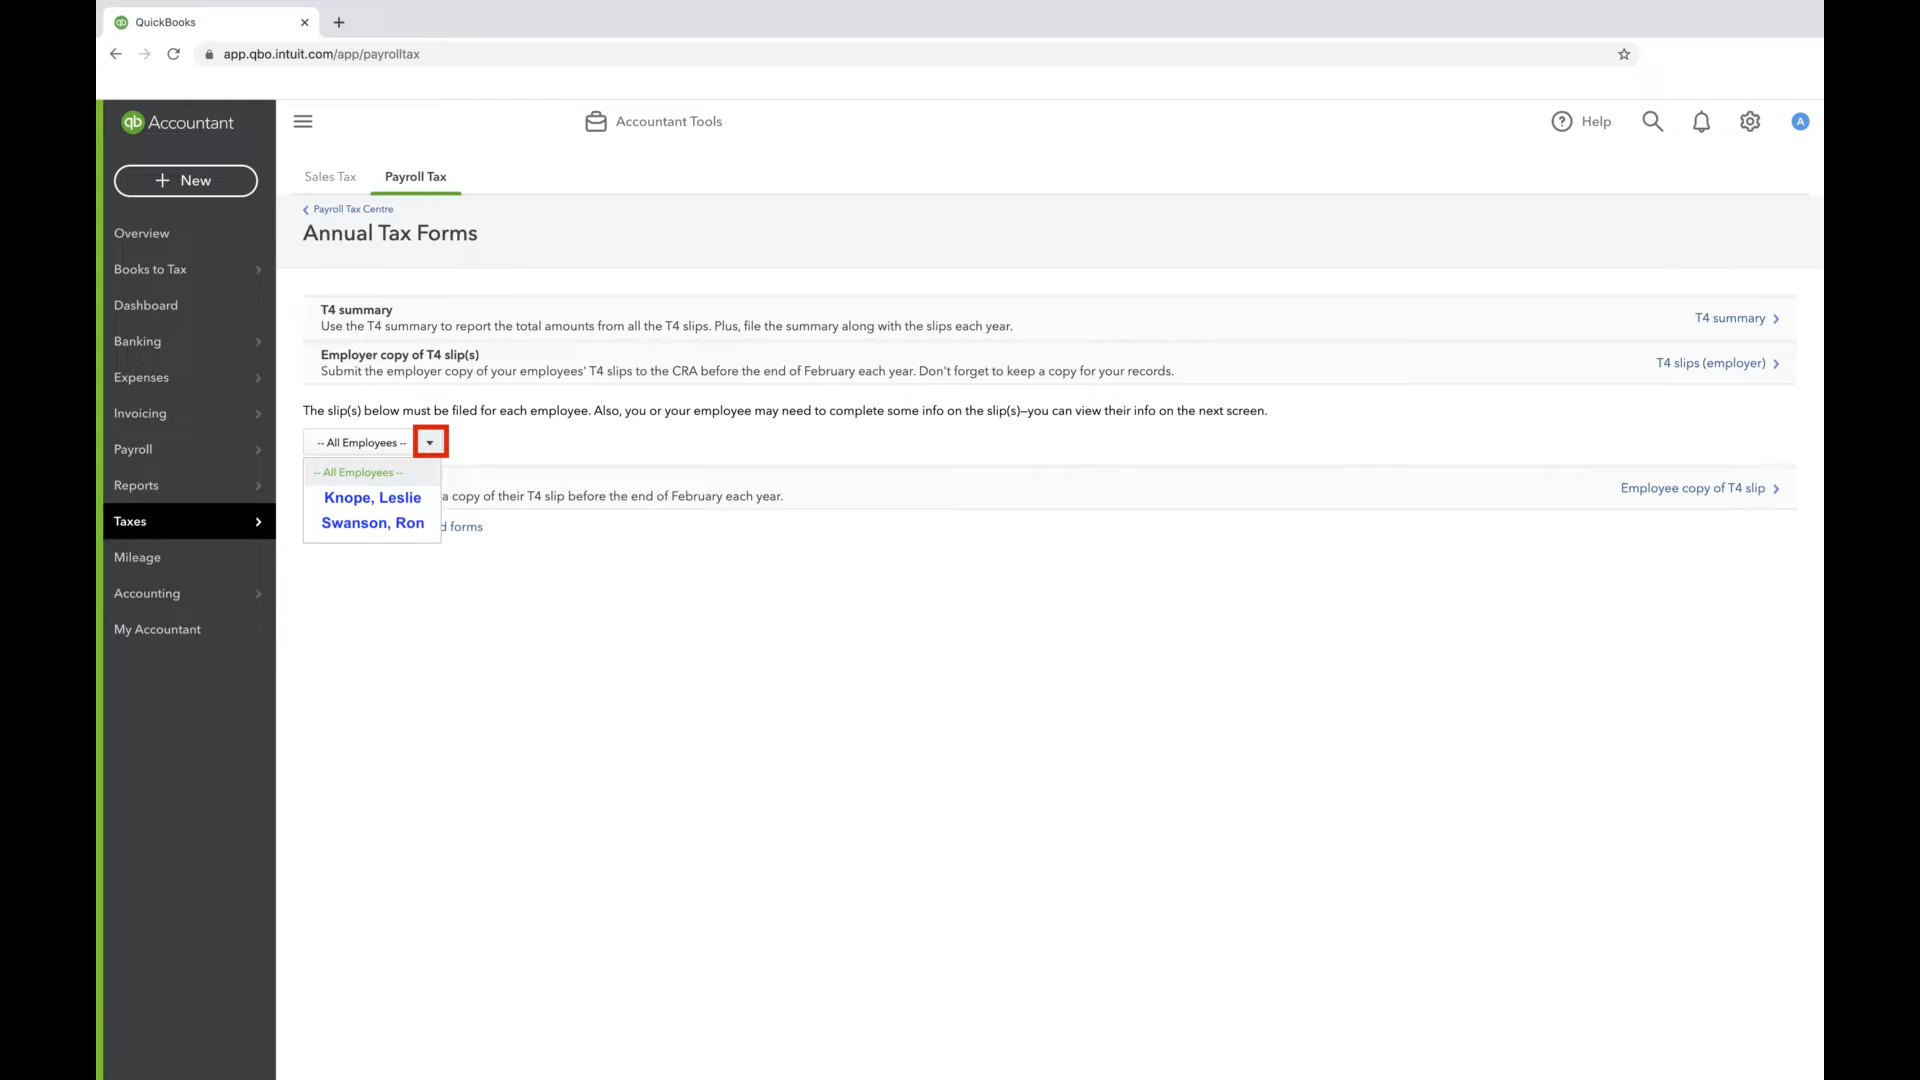 QuickBooks
app.qbo.intuit.com/app/payrolltax
qb Accountant
Accountant Tools
Help
A
New
Sales Tax
Payroll Tax
Payroll Tax Centre
Annual Tax Forms
Overview
Books to Tax
Dashboard
Banking
Expenses
Invoicing
Payroll
Reports
Taxes
Mileage
Accounting
My Accountant
T4 summary
Use the T4 summary to report the total amounts from all the T4 slips. Plus, file the summary along with the slips each year.
T4 summary
Employer copy of T4 slip(s)
Submit the employer copy of your employees' T4 slips to the CRA before the end of February each year. Don't forget to keep a copy for your records.
T4 slips (employer)
The slip(s) below must be filed for each employee. Also, you or your employee may need to complete some info on the slip(s)—you can view their info on the next screen.
-- All Employees --
-- All Employees --
Knope, Leslie
Swanson, Ron
a copy of their T4 slip before the end of February each year.
Employee copy of T4 slip
d forms